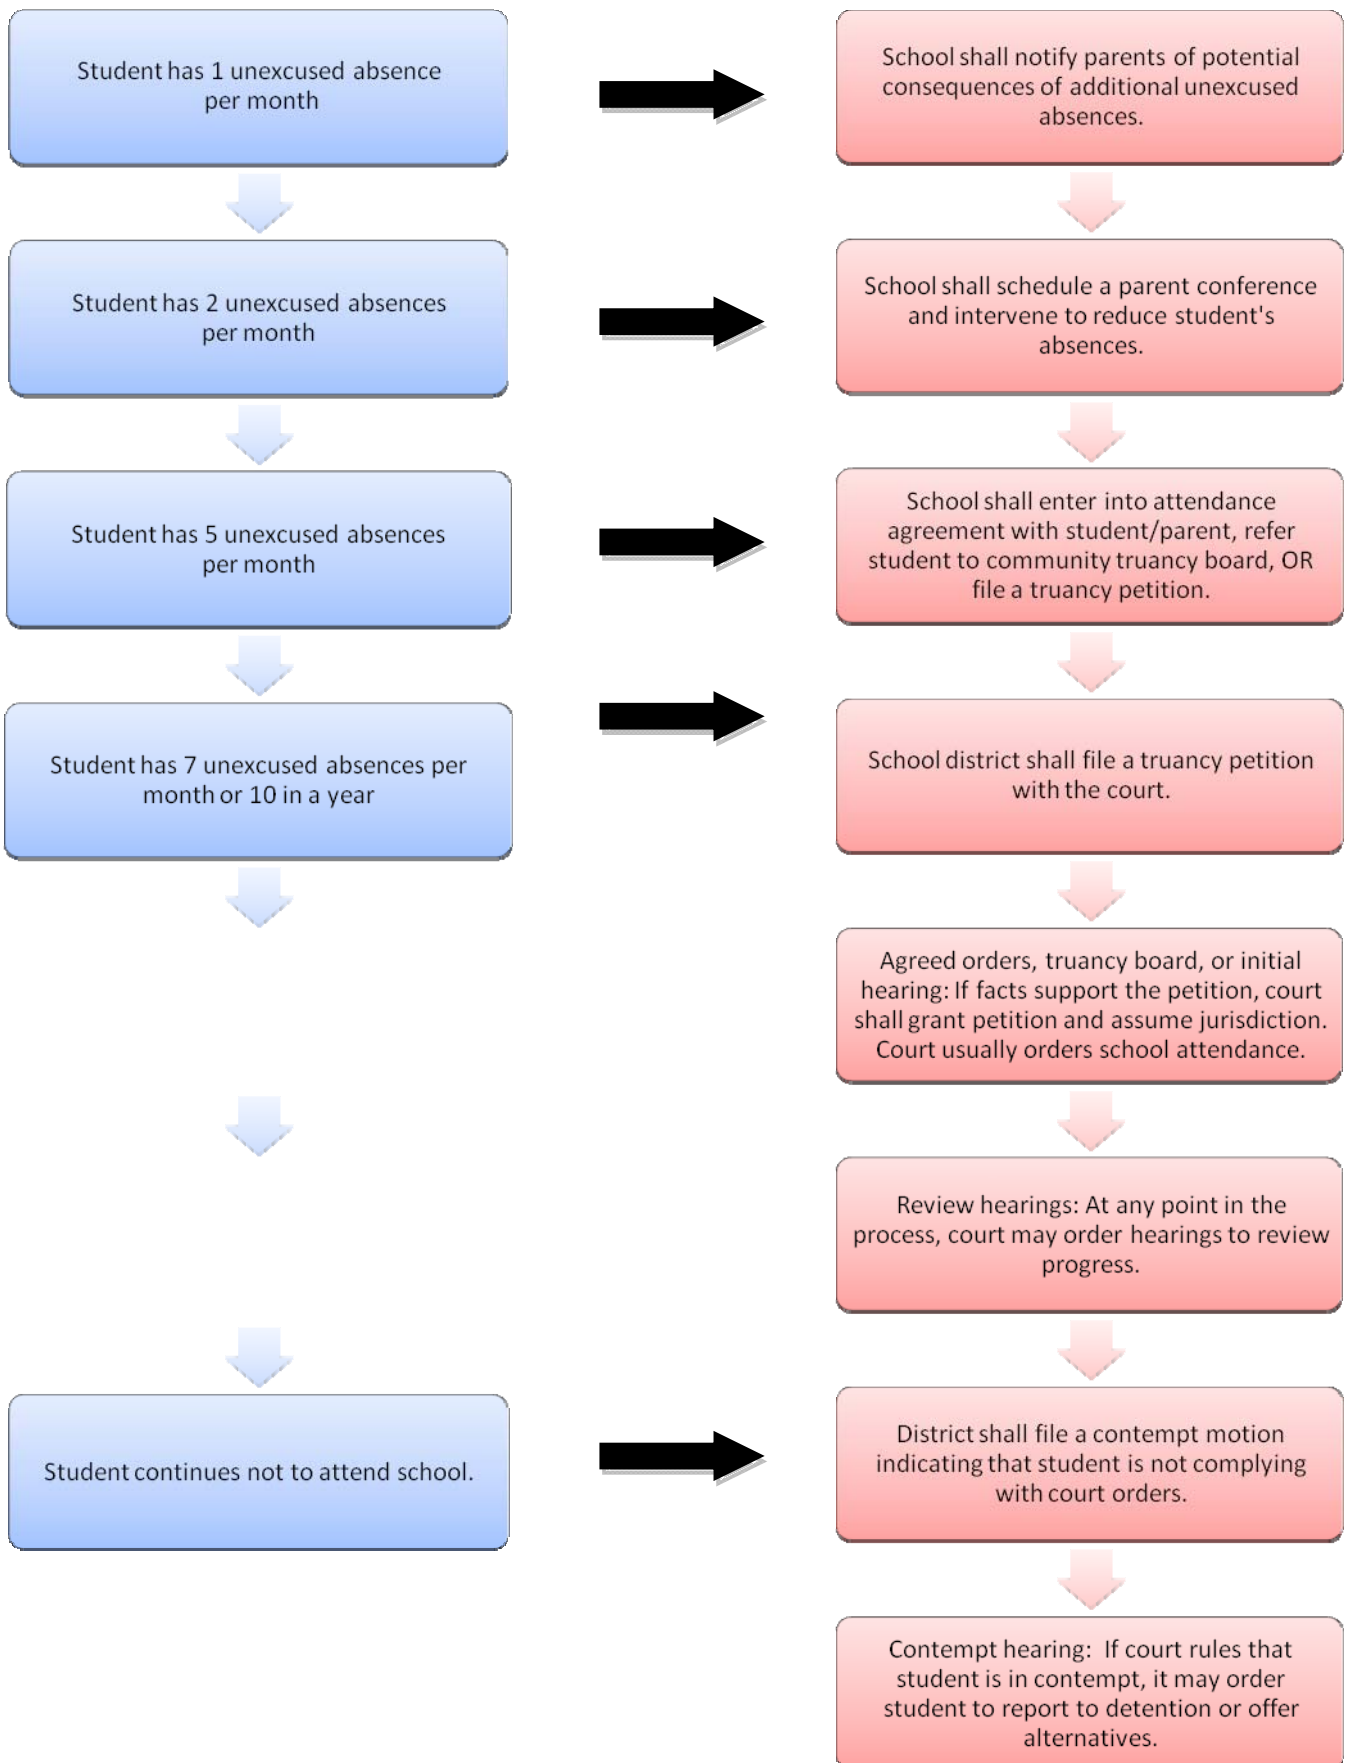 Student has 1 unexcused absence
per month
School shall notify parents of potential
consequences of additional unexcused
absences.
Student has 2 unexcused absences
per month
School shall schedule a parent conference
and intervene to reduce student's
absences.
Student has 5 unexcused absences
per month
School shall enter into attendance
agreement with student/parent, refer
student to community truancy board, OR
file a truancy petition.
Student has 7 unexcused absences per
month or 10 in a year
School district shall file a truancy petition
with the court.
Agreed orders, truancy board, or initial
hearing: If facts support the petition, court
shall grant petition and assume jurisdiction.
Court usually orders school attendance.
Review hearings: At any point in the
process, court may order hearings to review
progress.
Student continues not to attend school.
District shall file a contempt motion
indicating that student is not complying
with court orders.
Contempt hearing: If court rules that
student is in contempt, it may order
student to report to detention or offer
alternatives.